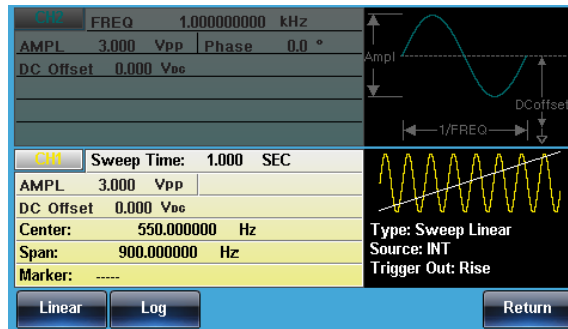 CH2 FREQ 1.000000000 kHz
AMPL 3.000 VPP Phase 0.0 °
DC Offset 0.000 VDC
Ampl
DCoffset
1/FREQ
CH1 Sweep Time: 1.000 SEC
AMPL 3.000 VPP
DC Offset 0.000 VDC
Center: 550.000000 Hz
Span: 900.000000 Hz
Marker: -----
Type: Sweep Linear
Source: INT
Trigger Out: Rise
Linear Log Return